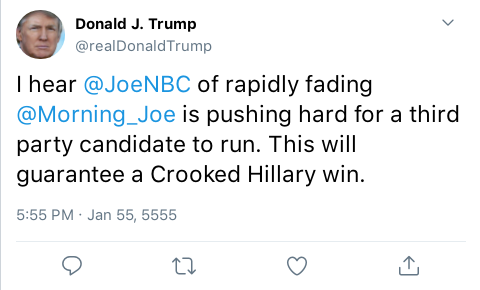 Donald J. Trump
@realDonaldTrump
I hear @JoeNBC of rapidly fading
@Morning_Joe is pushing hard for a third
party candidate to run. This will
guarantee a Crooked Hillary win.
5:55 PM · Jan 55, 5555